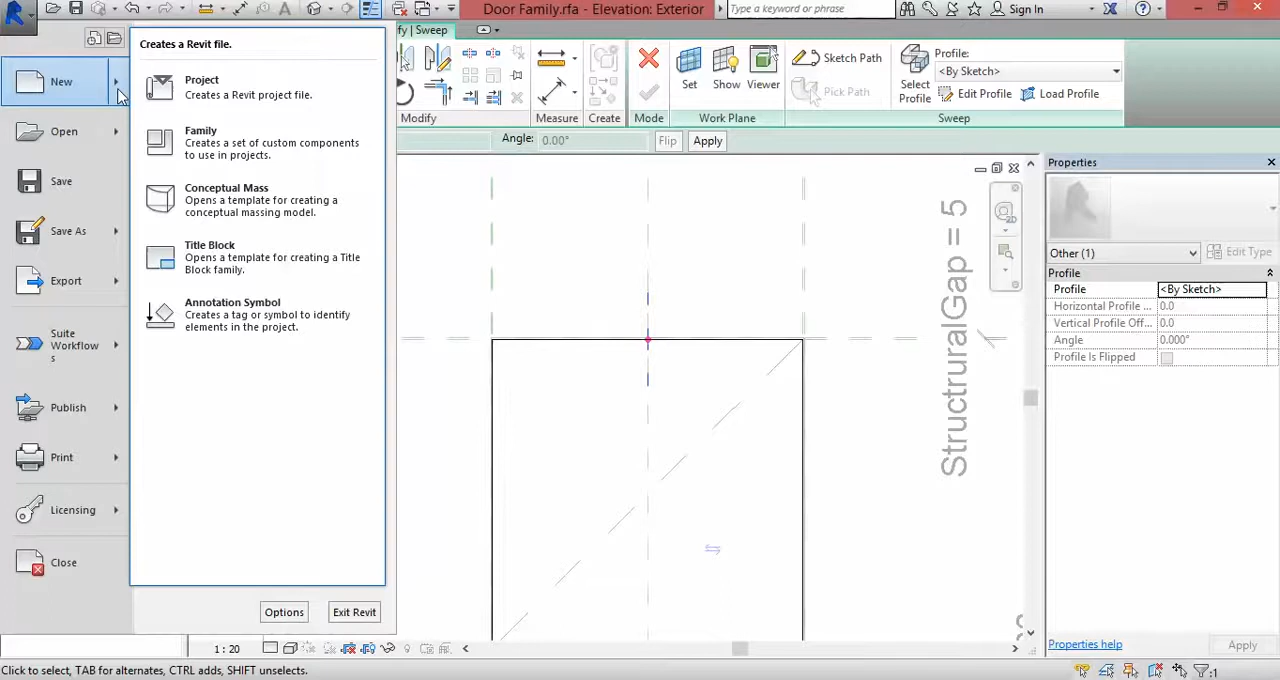 Door Family.rfa - Elevation: Exterior
Type a keyword or phrase
Sign In
Creates a Revit file.
New
Project
Creates a Revit project file.
Open
Family
Creates a set of custom components
to use in projects.
Save
Conceptual Mass
Opens a template for creating a
conceptual massing model.
Save As
Title Block
Opens a template for creating a Title
Block family.
Export
Annotation Symbol
Creates a tag or symbol to identify
elements in the project.
Suite
Workflow
s
Publish
Print
Licensing
Close
Options
Exit Revit
fy | Sweep
Modify
Measure
Create
Mode
Set
Show
Viewer
Work Plane
Sketch Path
Pick Path
Select
Profile
Profile:
<By Sketch>
Edit Profile
Load Profile
Sweep
Angle:
0.00°
Flip
Apply
StructruralGap = 5
2D
Properties
Other (1)
Edit Type
Profile
Profile
<By Sketch>
Horizontal Profile ...
0.0
Vertical Profile Off...
0.0
Angle
0.000°
Profile Is Flipped
Properties help
Apply
1 : 20
Click to select, TAB for alternates, CTRL adds, SHIFT unselects.
:1